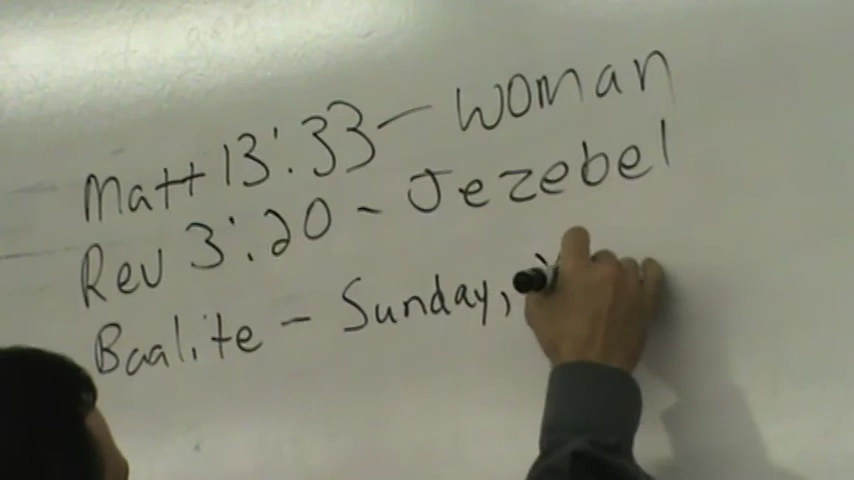 Matt 13:33 - woman
Rev 3:20 - Jezebel
Baalite - Sunday,